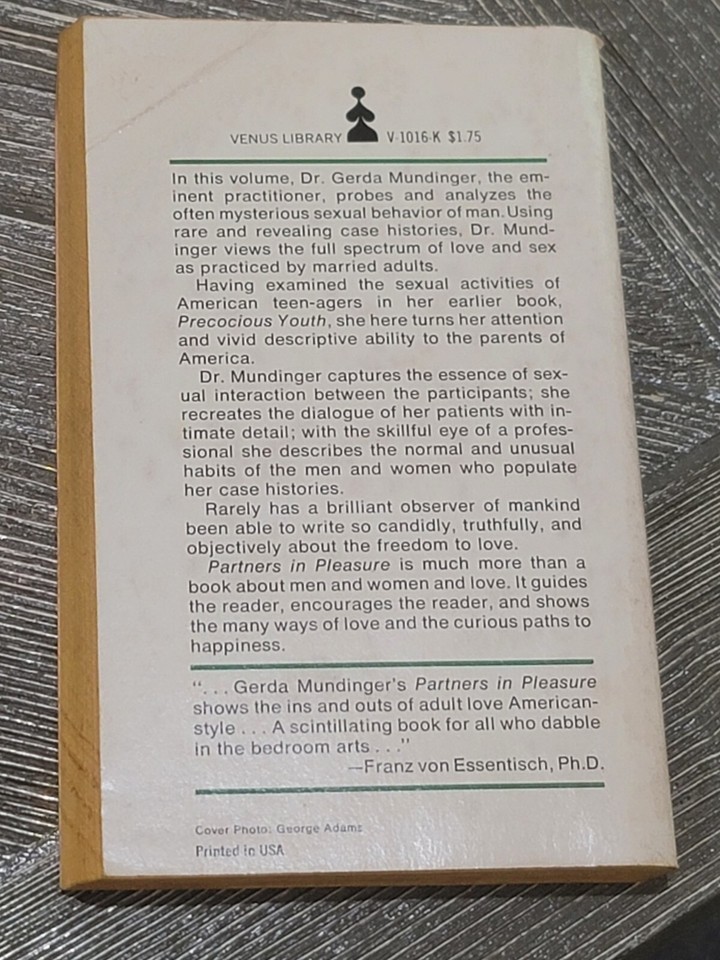 VENUS LIBRARY V-1016-K $1.75
In this volume, Dr. Gerda Mundinger, the em-
inent practitioner, probes and analyzes the
often mysterious sexual behavior of man. Using
rare and revealing case histories, Dr. Mund-
inger views the full spectrum of love and sex
as practiced by married adults.
Having examined the sexual activities of
American teen-agers in her earlier book,
Precocious Youth, she here turns her attention
and vivid descriptive ability to the parents of
America.
Dr. Mundinger captures the essence of sex-
ual interaction between the participants; she
recreates the dialogue of her patients with in-
timate detail; with the skillful eye of a profes-
sional she describes the normal and unusual
habits of the men and women who populate
her case histories.
Rarely has a brilliant observer of mankind
been able to write so candidly, truthfully, and
objectively about the freedom to love.
Partners in Pleasure is much more than a
book about men and women and love. It guides
the reader, encourages the reader, and shows
the many ways of love and the curious paths to
happiness.
“. . . Gerda Mundinger's Partners in Pleasure
shows the ins and outs of adult love American-
style . . . A scintillating book for all who dabble
in the bedroom arts . . .”
—Franz von Essentisch, Ph.D.
Cover Photo: George Adams
Printed in USA